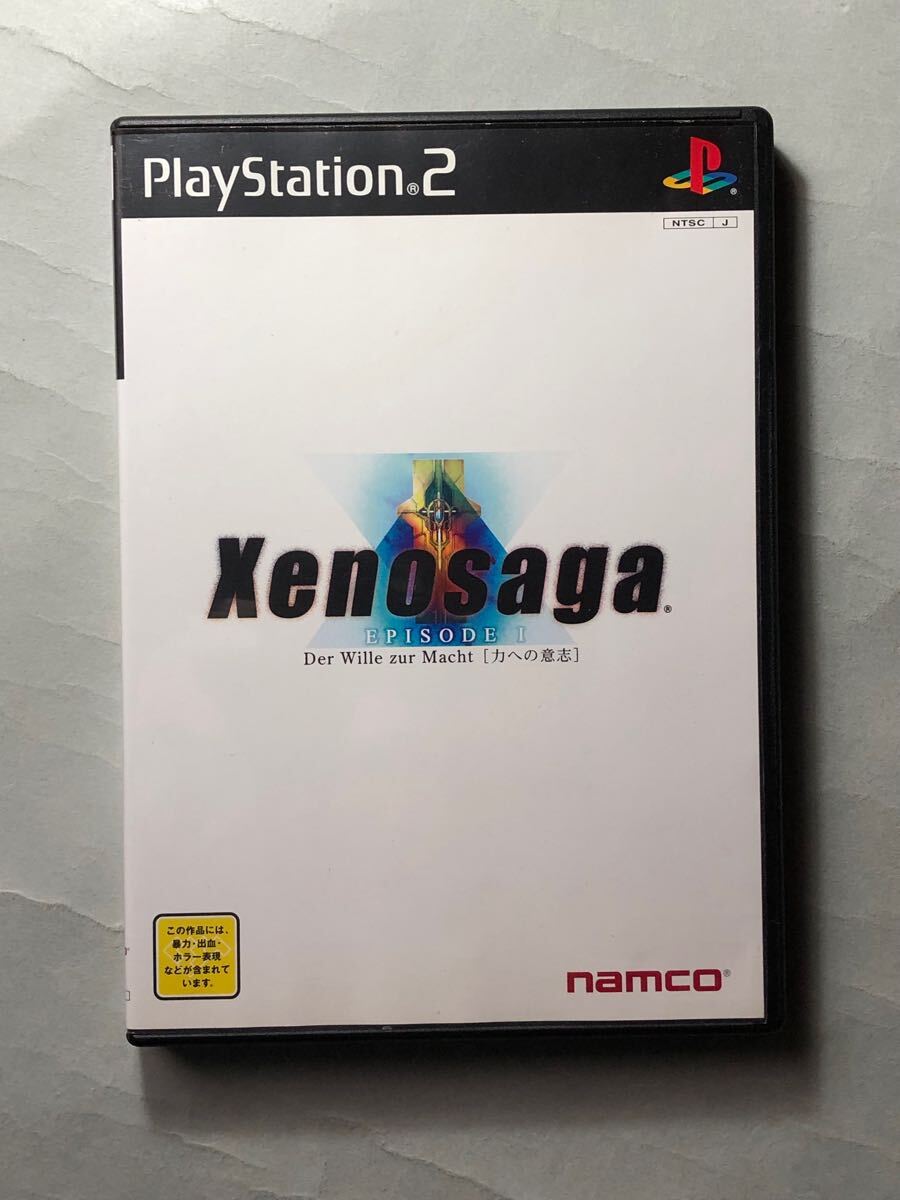 PlayStation®2
NTSC J
Xenosaga®
EPISODE I
Der Wille zur Macht [力への意志]
この作品には、
暴力・出血・
ホラー表現
などが含まれて
います。
namco®